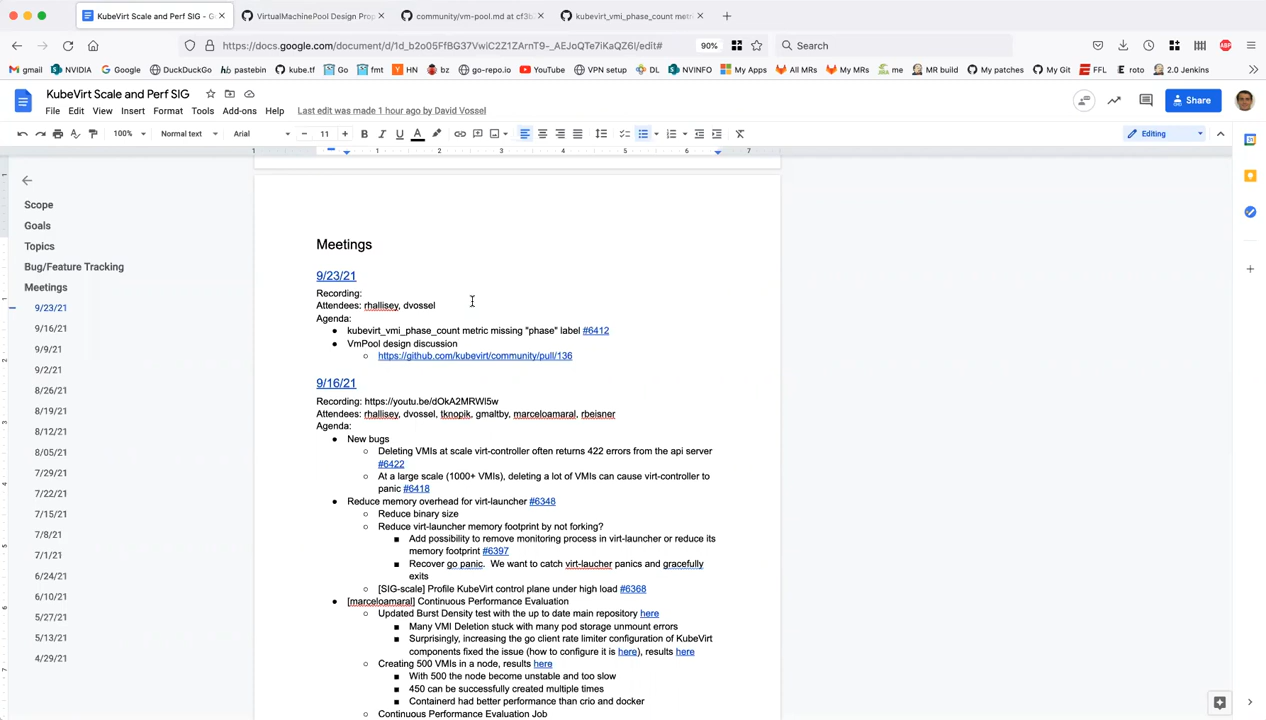 KubeVirt Scale and Perf SIG - G
VirtualMachinePool Design Prop
community/vm-pool.md at cf3b
kubevirt_vmi_phase_count metri
https://docs.google.com/document/d/1d_b2o05FfBG37VwiC2Z1ZArnT9-_AEJoQTe7iKaQZ6I/edit#
90%
Search
gmail
NVIDIA
Google
DuckDuckGo
pastebin
kube.tf
Go
fmt
HN
bz
go-repo.io
YouTube
VPN setup
DL
NVINFO
My Apps
All MRs
My MRs
me
MR build
My patches
My Git
FFL
roto
2.0 Jenkins
KubeVirt Scale and Perf SIG
File Edit View Insert Format Tools Add-ons Help
Last edit was made 1 hour ago by David Vossel
Share
100%
Normal text
Arial
11
Editing
1 1 2 3 4 5 6 7
Scope
Goals
Topics
Bug/Feature Tracking
Meetings
9/23/21
9/16/21
9/9/21
9/2/21
8/26/21
8/19/21
8/12/21
8/05/21
7/29/21
7/22/21
7/15/21
7/8/21
7/1/21
6/24/21
6/10/21
5/27/21
5/13/21
4/29/21
Meetings
9/23/21
Recording:
Attendees: rhallisey, dvossel
Agenda:
● kubevirt_vmi_phase_count metric missing "phase" label #6412
● VmPool design discussion
○ https://github.com/kubevirt/community/pull/136
9/16/21
Recording: https://youtu.be/dOkA2MRWl5w
Attendees: rhallisey, dvossel, tknopik, gmaltby, marceloamaral, rbeisner
Agenda:
● New bugs
○ Deleting VMIs at scale virt-controller often returns 422 errors from the api server
#6422
○ At a large scale (1000+ VMIs), deleting a lot of VMIs can cause virt-controller to
panic #6418
● Reduce memory overhead for virt-launcher #6348
○ Reduce binary size
○ Reduce virt-launcher memory footprint by not forking?
■ Add possibility to remove monitoring process in virt-launcher or reduce its
memory footprint #6397
■ Recover go panic. We want to catch virt-laucher panics and gracefully
exits
○ [SIG-scale] Profile KubeVirt control plane under high load #6368
● [marceloamaral] Continuous Performance Evaluation
○ Updated Burst Density test with the up to date main repository here
■ Many VMI Deletion stuck with many pod storage unmount errors
■ Surprisingly, increasing the go client rate limiter configuration of KubeVirt
components fixed the issue (how to configure it is here), results here
○ Creating 500 VMIs in a node, results here
■ With 500 the node become unstable and too slow
■ 450 can be successfully created multiple times
■ Containerd had better performance than crio and docker
○ Continuous Performance Evaluation Job